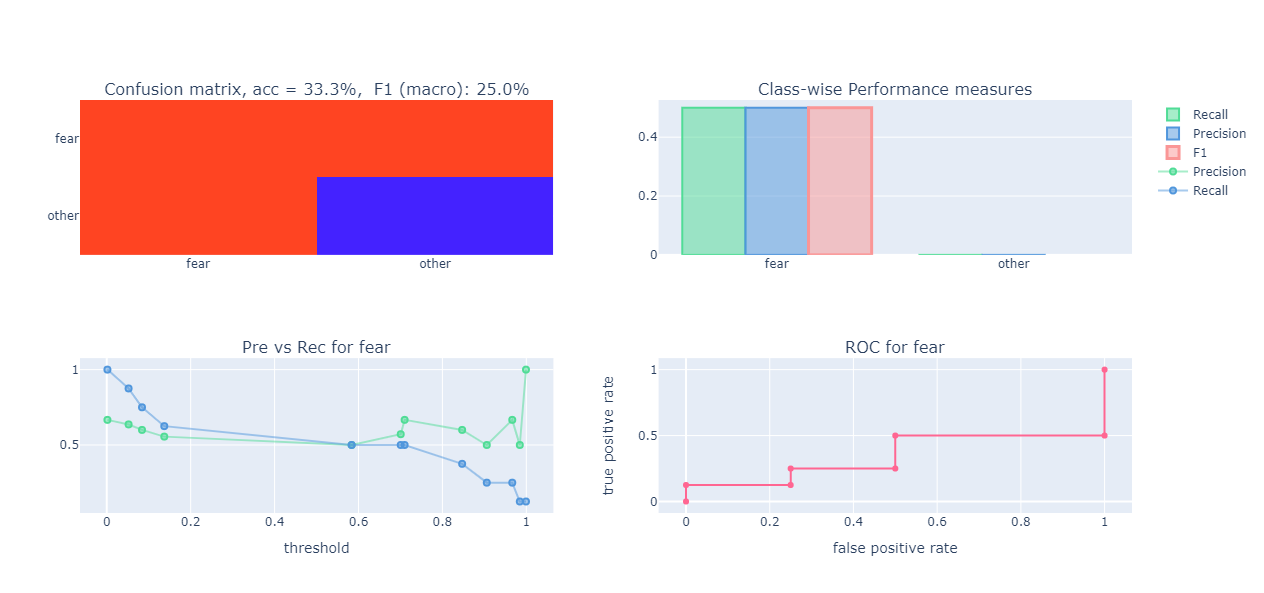 Confusion matrix, acc = 33.3%,  F1 (macro): 25.0%
fear
other
fear other
Class-wise Performance measures
0.4
0.2
0
fear other
Recall
Precision
F1
Precision
Recall
Pre vs Rec for fear
1
0.5
0 0.2 0.4 0.6 0.8 1
threshold
ROC for fear
true positive rate
1
0.5
0
0 0.2 0.4 0.6 0.8 1
false positive rate